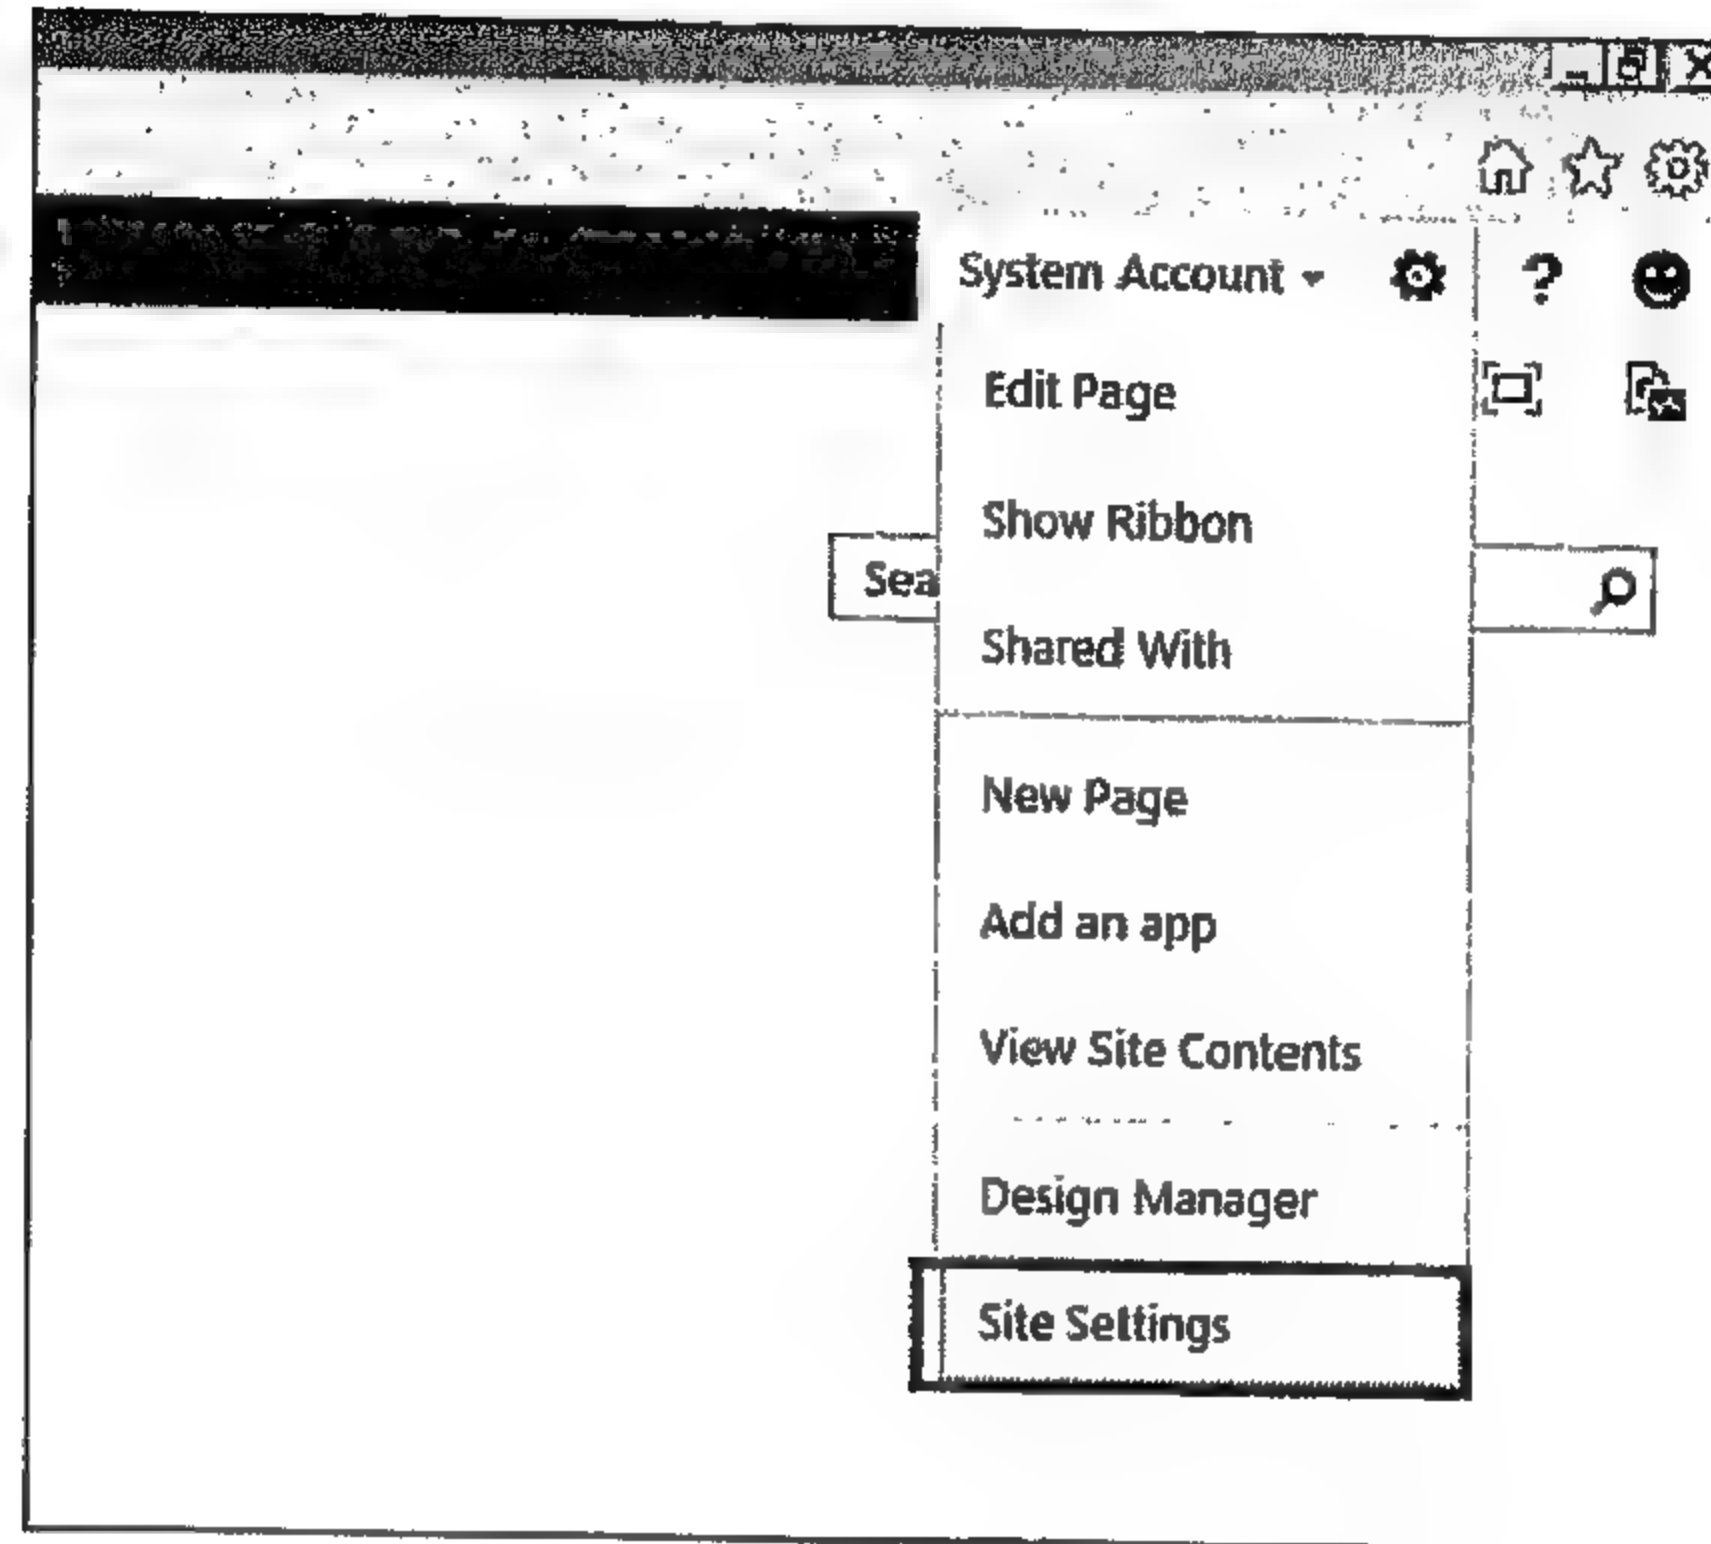 System Account
?
Edit Page
Show Ribbon
Sea
Shared With
New Page
Add an app
View Site Contents
Design Manager
Site Settings